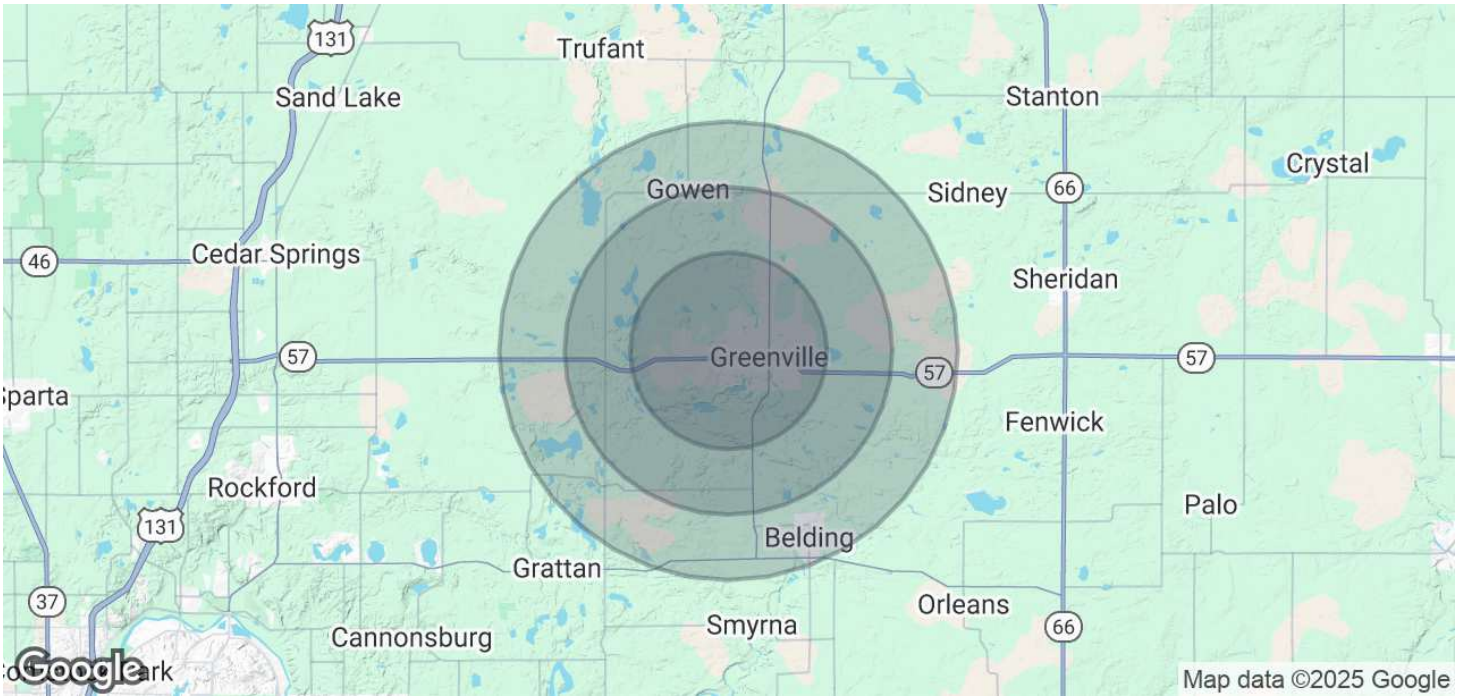 131
Trufant
Sand Lake
Stanton
Crystal
Gowen
Sidney
66
46
Cedar Springs
Sheridan
57
Greenville
57
57
Sparta
Fenwick
Rockford
Palo
131
Belding
Grattan
37
Orleans
Smyrna
66
Cannonsburg
Google
Map data ©2025 Google